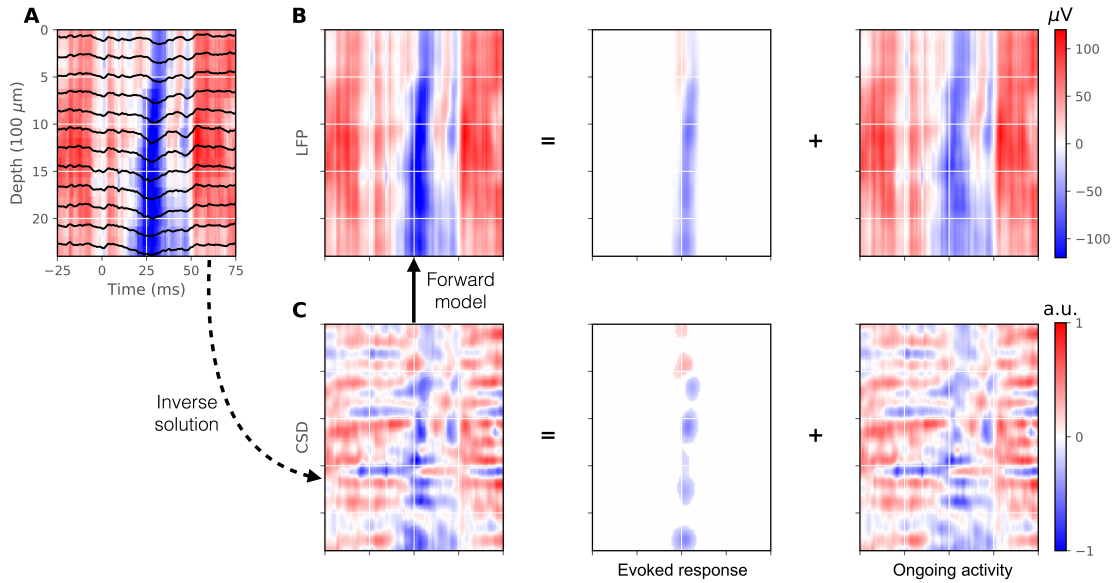 A
B
μV
0
5
10
15
20
Depth (100 μm)
−25
0
25
50
75
Time (ms)
LFP
=
+
100
50
0
−50
−100
Forward
model
C
a.u.
Inverse
solution
CSD
=
+
1
0
−1
Evoked response
Ongoing activity